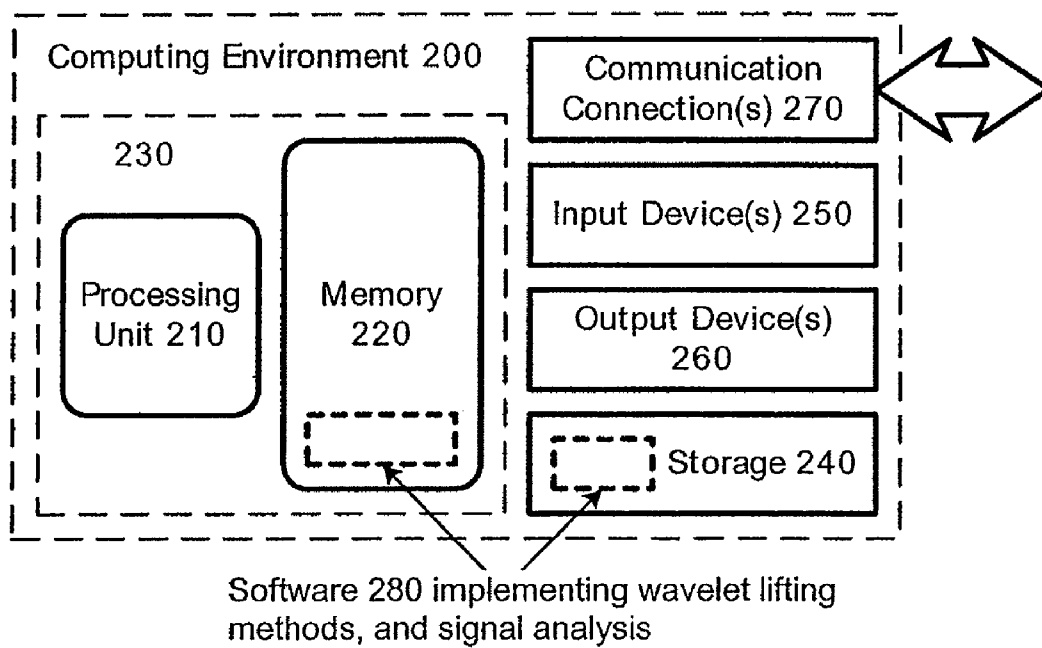 Computing Environment 200
230
Processing
Unit 210
Memory
220
Communication
Connection(s) 270
Input Device(s) 250
Output Device(s)
260
Storage 240
Software 280 implementing wavelet lifting
methods, and signal analysis